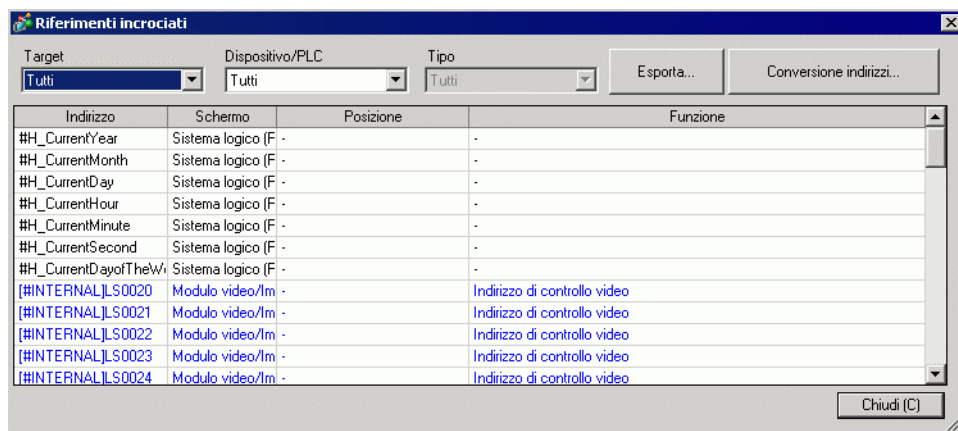 Riferimenti incrociati
Target Dispositivo/PLC Tipo
Tutti Tutti Tutti Esporta... Conversione indirizzi...
Indirizzo Schermo Posizione Funzione
#H_CurrentYear Sistema logico (F - -
#H_CurrentMonth Sistema logico (F - -
#H_CurrentDay Sistema logico (F - -
#H_CurrentHour Sistema logico (F - -
#H_CurrentMinute Sistema logico (F - -
#H_CurrentSecond Sistema logico (F - -
#H_CurrentDayofTheW Sistema logico (F - -
[#INTERNAL]LS0020 Modulo video/Im - Indirizzo di controllo video
[#INTERNAL]LS0021 Modulo video/Im - Indirizzo di controllo video
[#INTERNAL]LS0022 Modulo video/Im - Indirizzo di controllo video
[#INTERNAL]LS0023 Modulo video/Im - Indirizzo di controllo video
[#INTERNAL]LS0024 Modulo video/Im - Indirizzo di controllo video
Chiudi (C)